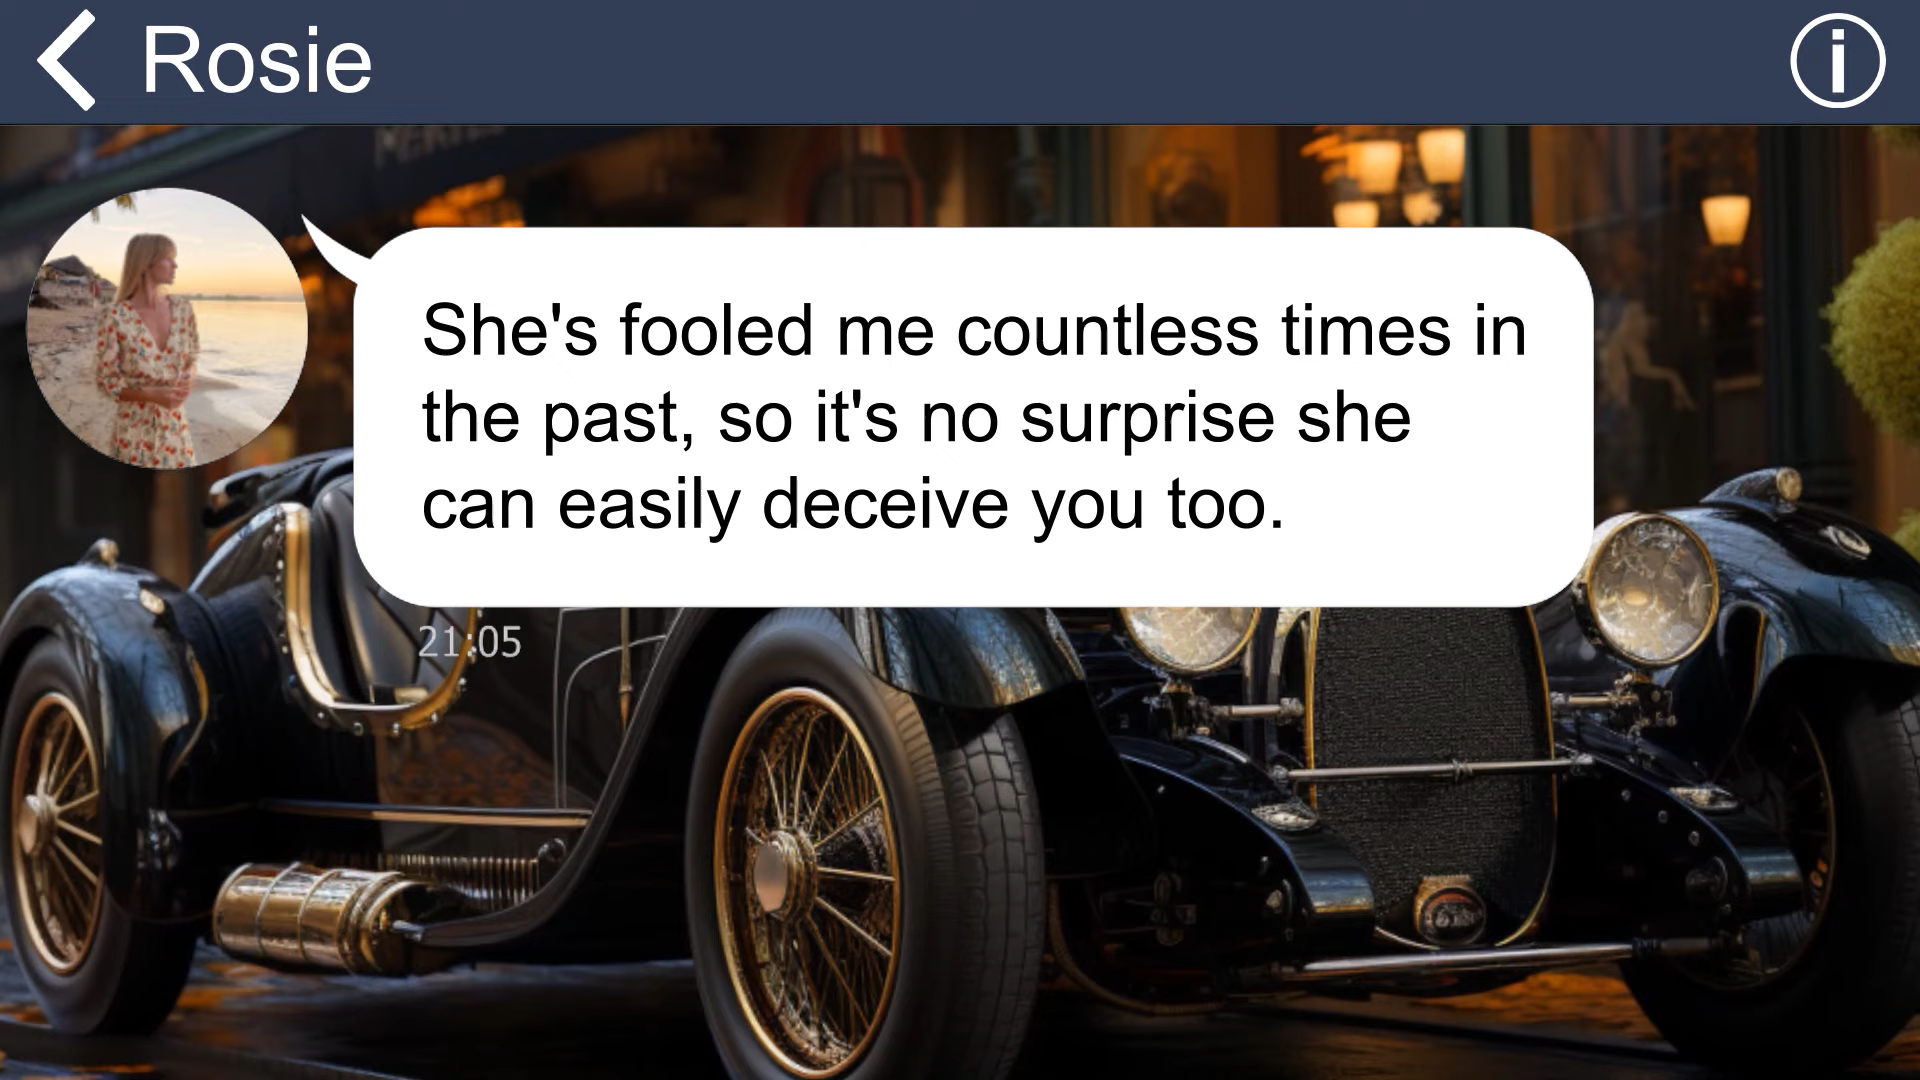 Rosie
She's fooled me countless times in
the past, so it's no surprise she
can easily deceive you too.
21:05